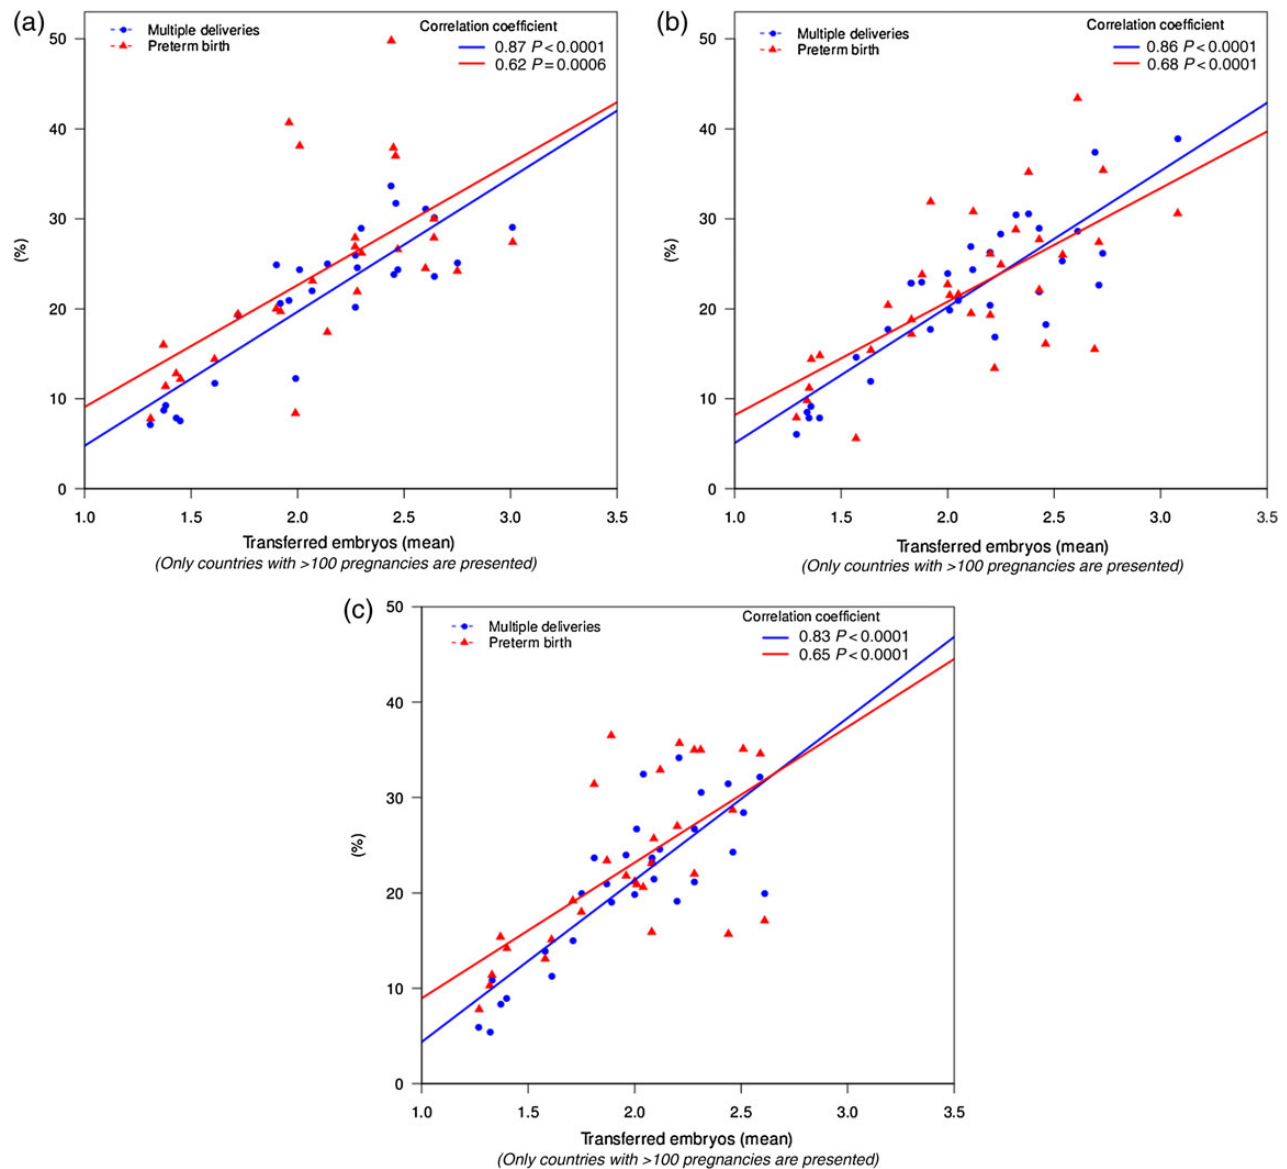 (a)
Multiple deliveries
Preterm birth
Correlation coefficient
0.87 P < 0.0001
0.62 P = 0.0006
50
40
30
20
10
0
(%)
1.0 1.5 2.0 2.5 3.0 3.5
Transferred embryos (mean)
(Only countries with >100 pregnancies are presented)
(b)
Multiple deliveries
Preterm birth
Correlation coefficient
0.86 P < 0.0001
0.68 P < 0.0001
50
40
30
20
10
0
(%)
1.0 1.5 2.0 2.5 3.0 3.5
Transferred embryos (mean)
(Only countries with >100 pregnancies are presented)
(c)
Multiple deliveries
Preterm birth
Correlation coefficient
0.83 P < 0.0001
0.65 P < 0.0001
50
40
30
20
10
0
(%)
1.0 1.5 2.0 2.5 3.0 3.5
Transferred embryos (mean)
(Only countries with >100 pregnancies are presented)